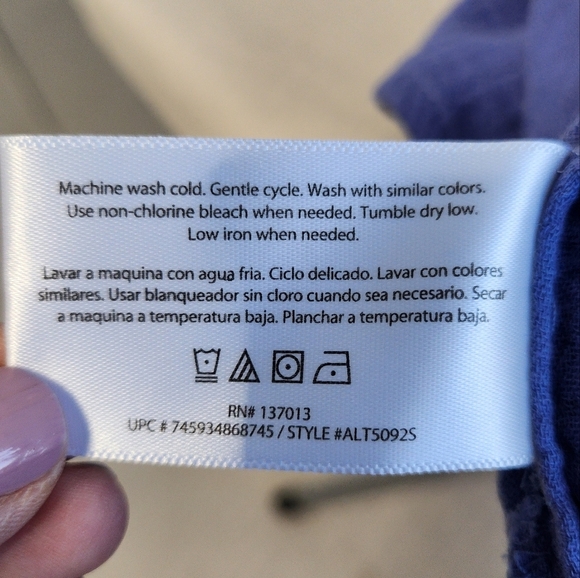 Machine wash cold. Gentle cycle. Wash with similar colors.
Use non-chlorine bleach when needed. Tumble dry low.
Low iron when needed.
Lavar a maquina con agua fria. Ciclo delicado. Lavar con colores
similares. Usar blanqueador sin cloro cuando sea necesario. Secar
a maquina a temperatura baja. Planchar a temperatura baja.
RN# 137013
UPC # 745934868745 / STYLE #ALT5092S